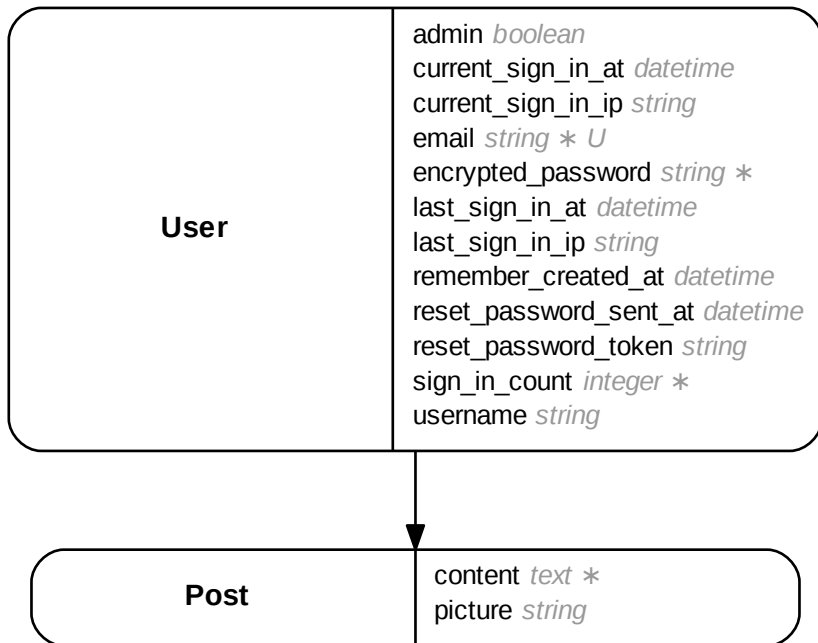 User
admin boolean
current_sign_in_at datetime
current_sign_in_ip string
email string ∗ U
encrypted_password string ∗
last_sign_in_at datetime
last_sign_in_ip string
remember_created_at datetime
reset_password_sent_at datetime
reset_password_token string
sign_in_count integer ∗
username string
Post
content text ∗
picture string